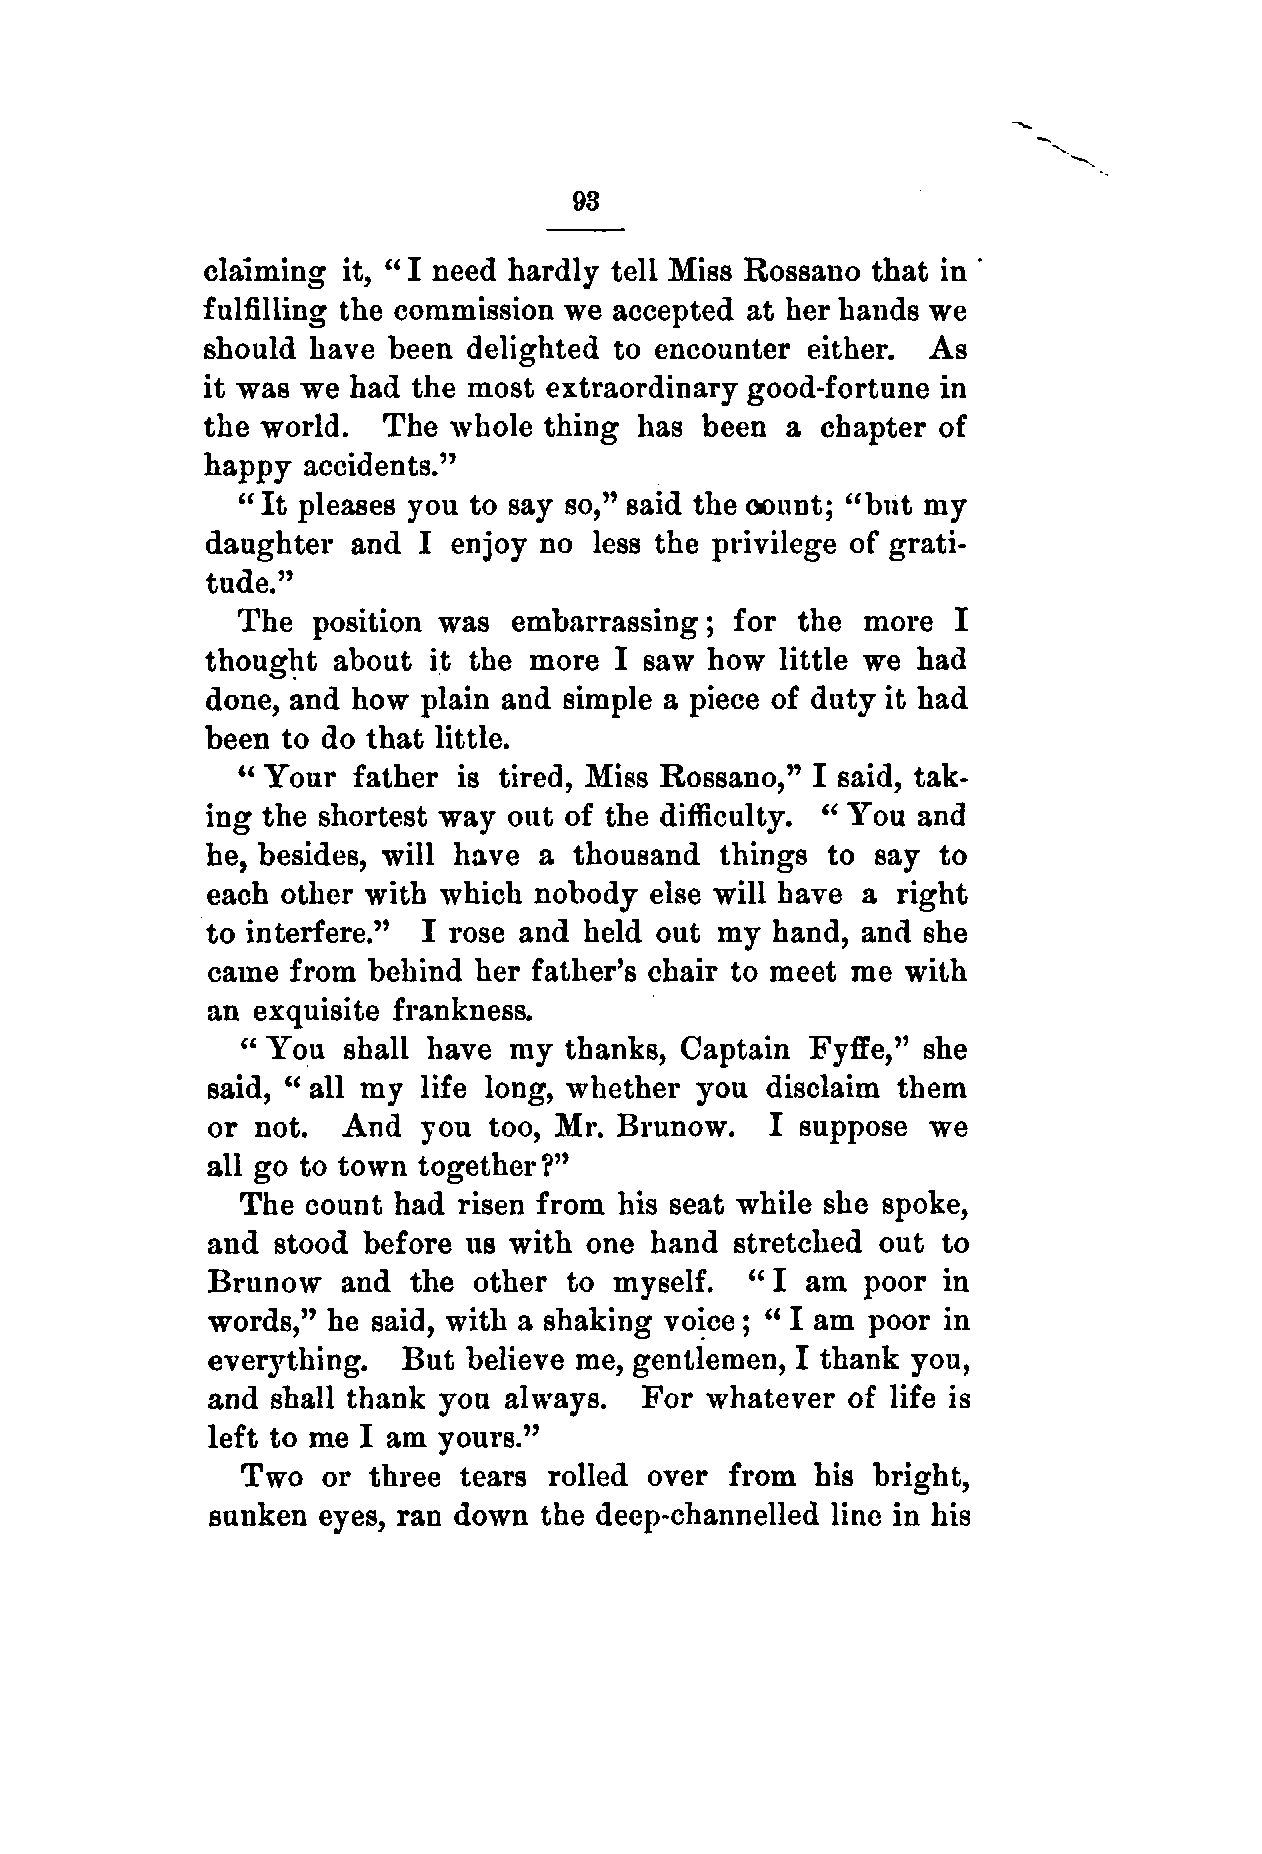 93
claiming it, “I need hardly tell Miss Rossano that in
fulfilling the commission we accepted at her hands we
should have been delighted to encounter either. As
it was we had the most extraordinary good-fortune in
the world. The whole thing has been a chapter of
happy accidents.”
“It pleases you to say so,” said the count; “but my
daughter and I enjoy no less the privilege of grati-
tude.”
The position was embarrassing; for the more I
thought about it the more I saw how little we had
done, and how plain and simple a piece of duty it had
been to do that little.
“Your father is tired, Miss Rossano,” I said, tak-
ing the shortest way out of the difficulty. “You and
he, besides, will have a thousand things to say to
each other with which nobody else will have a right
to interfere.” I rose and held out my hand, and she
came from behind her father’s chair to meet me with
an exquisite frankness.
“You shall have my thanks, Captain Fyffe,” she
said, “all my life long, whether you disclaim them
or not. And you too, Mr. Brunow. I suppose we
all go to town together?”
The count had risen from his seat while she spoke,
and stood before us with one hand stretched out to
Brunow and the other to myself. “I am poor in
words,” he said, with a shaking voice; “I am poor in
everything. But believe me, gentlemen, I thank you,
and shall thank you always. For whatever of life is
left to me I am yours.”
Two or three tears rolled over from his bright,
sunken eyes, ran down the deep-channelled line in his